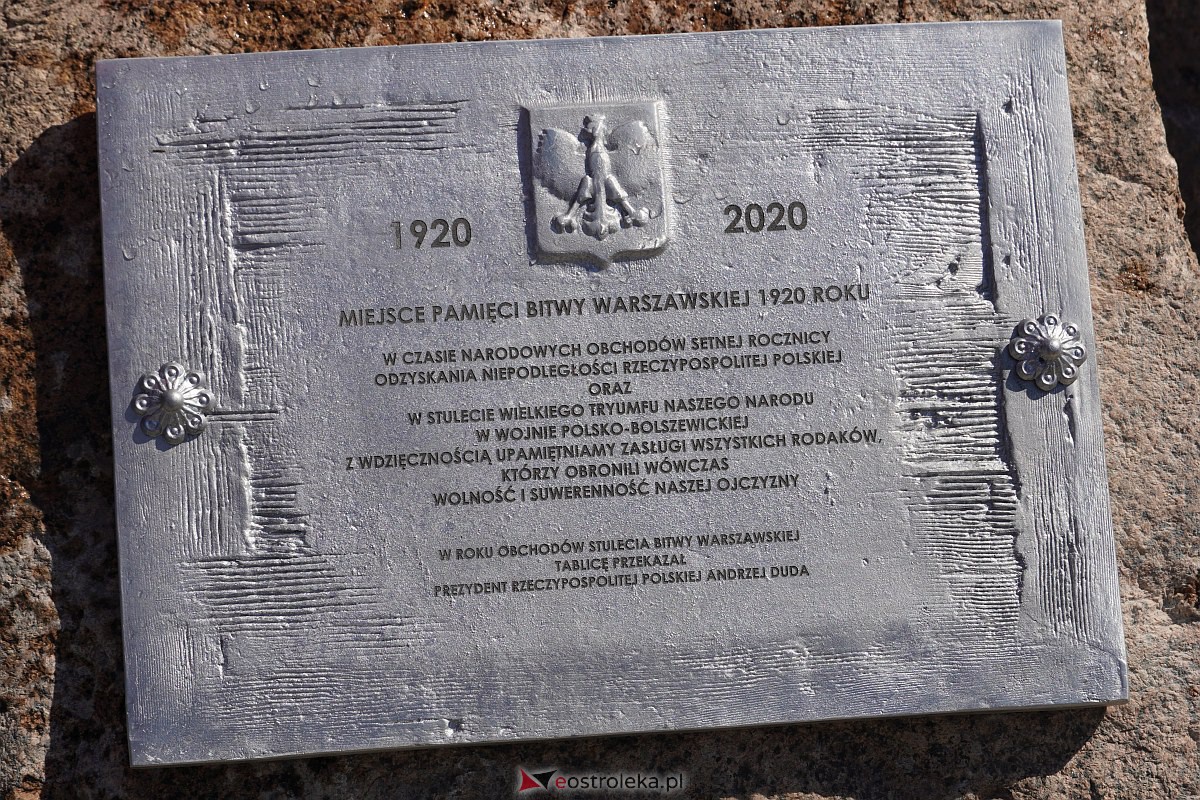 1920
2020
MIEJSCE PAMIĘCI BITWY WARSZAWSKIEJ 1920 ROKU
W CZASIE NARODOWYCH OBCHODÓW SETNEJ ROCZNICY
ODZYSKANIA NIEPODLEGŁOŚCI RZECZYPOSPOLITEJ POLSKIEJ
ORAZ
W STULECIE WIELKIEGO TRYUMFU NASZEGO NARODU
W WOJNIE POLSKO-BOLSZEWICKIEJ
Z WDZIĘCZNOŚCIĄ UPAMIĘTNIAMY ZASŁUGI WSZYSTKICH RODAKÓW,
KTÓRZY OBRONILI WÓWCZAS
WOLNOŚĆ I SUWERENNOŚĆ NASZEJ OJCZYZNY
W ROKU OBCHODÓW STULECIA BITWY WARSZAWSKIEJ
TABLICĘ PRZEKAZAŁ
PREZYDENT RZECZYPOSPOLITEJ POLSKIEJ ANDRZEJ DUDA
eostroleka.pl